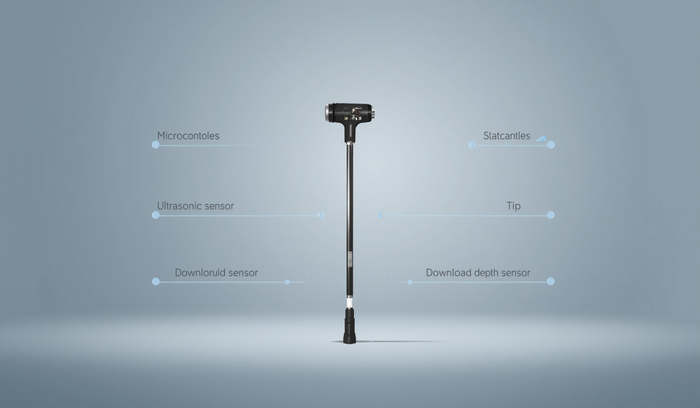 Microcontoles
Statcantles
Ultrasonic sensor
Tip
Downloruld sensor
Download depth sensor